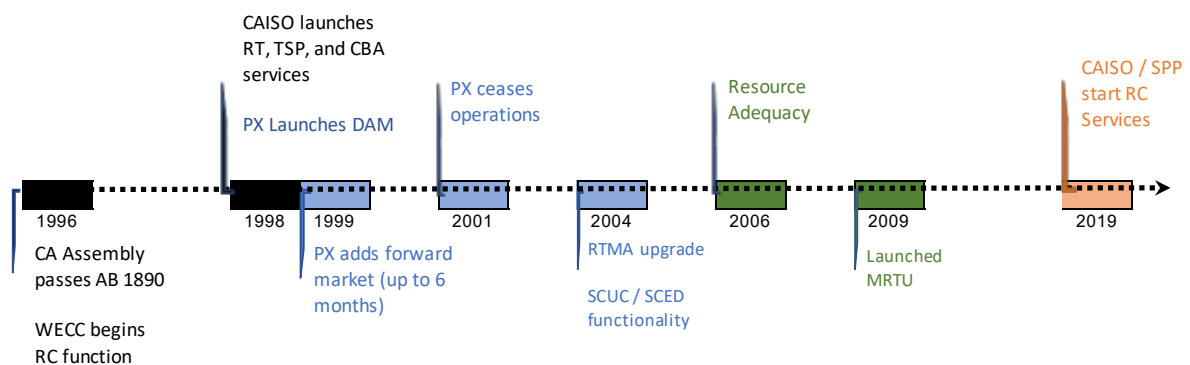 CAISO launches
RT, TSP, and CBA
services
PX Launches DAM
PX ceases
operations
Resource
Adequacy
CAISO / SPP
start RC
Services
1996
1998
1999
2001
2004
2006
2009
2019
CA Assembly
passes AB 1890
WECC begins
RC function
PX adds forward
market (up to 6
months)
RTMA upgrade
SCUC / SCED
functionality
Launched
MRTU